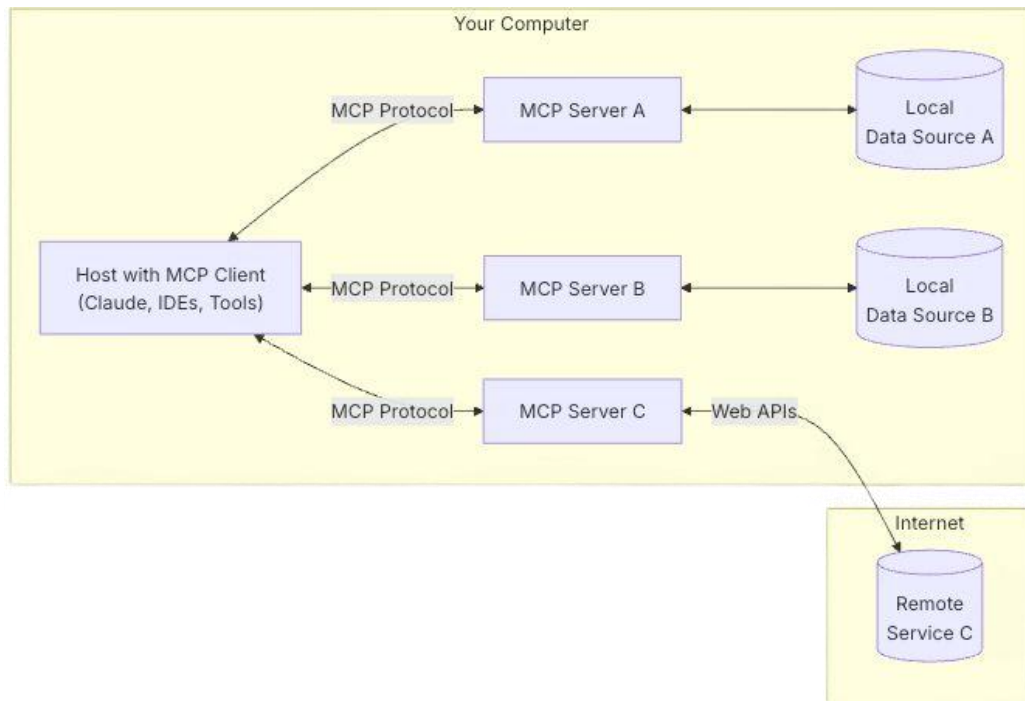 Your Computer
MCP Protocol
MCP Server A
Local
Data Source A
Host with MCP Client
(Claude, IDEs, Tools)
MCP Protocol
MCP Server B
Local
Data Source B
MCP Protocol
MCP Server C
Web APIs
Internet
Remote
Service C